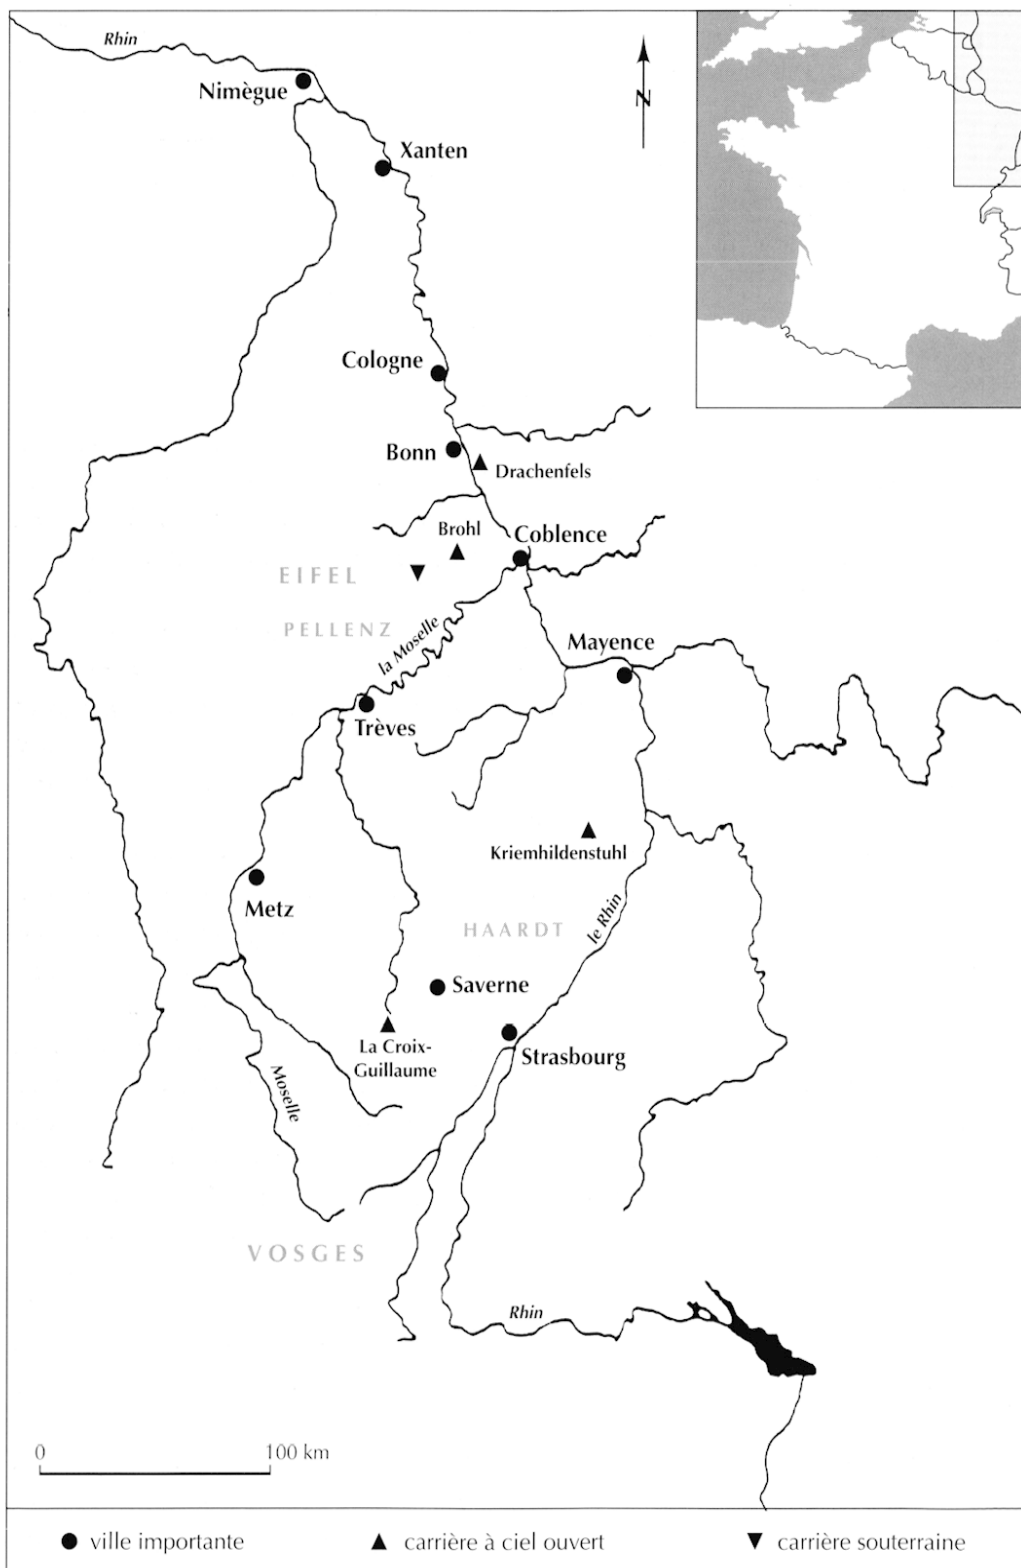 Rhin
Nimègue
N
Xanten
Cologne
Bonn
Drachenfels
Brohl
Coblence
EIFEL
PELLENZ
la Moselle
Mayence
Trèves
Kriemhildenstuhl
Metz
le Rhin
HAARDT
Saverne
La Croix-
Guillaume
Strasbourg
Moselle
VOSGES
Rhin
0 100 km
ville importante carrière à ciel ouvert carrière souterraine